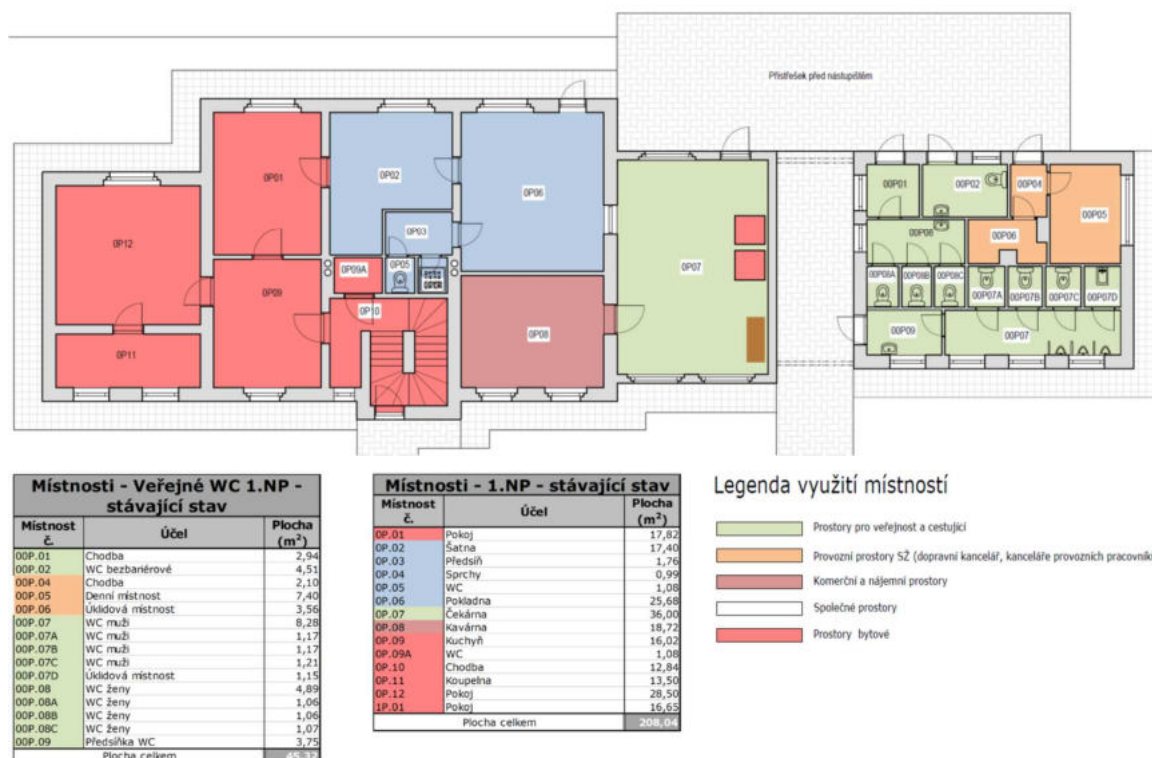 Přístřešek před nástupištěm
0P01
0P02
0P06
00P01
00P02
00P04
00P05
0P12
0P03
00P08
00P06
0P09A
0P05
0P07
00P08A
00P08B
00P08C
00P07A
00P07B
00P07C
00P07D
0P09
0P10
0P08
00P09
00P07
0P11
Místnosti - Veřejné WC 1.NP -
stávající stav
Místnost č. Účel Plocha (m²)
00P.01 Chodba 2,94
00P.02 WC bezbariérové 4,51
00P.04 Chodba 2,10
00P.05 Denní místnost 7,40
00P.06 Úklidová místnost 3,56
00P.07 WC muži 8,28
00P.07A WC muži 1,17
00P.07B WC muži 1,17
00P.07C WC muži 1,21
00P.07D Úklidová místnost 1,15
00P.08 WC ženy 4,89
00P.08A WC ženy 1,06
00P.08B WC ženy 1,06
00P.08C WC ženy 1,07
00P.09 Předsíňka WC 3,75
Plocha celkem
Místnosti - 1.NP - stávající stav
Místnost č. Účel Plocha (m²)
0P.01 Pokoj 17,82
0P.02 Šatna 17,40
0P.03 Předsíň 1,76
0P.04 Sprchy 0,99
0P.05 WC 1,08
0P.06 Pokladna 25,68
0P.07 Čekárna 36,00
0P.08 Kavárna 18,72
0P.09 Kuchyň 16,02
0P.09A WC 1,08
0P.10 Chodba 12,84
0P.11 Koupelna 13,50
0P.12 Pokoj 28,50
1P.01 Pokoj 16,65
Plocha celkem 208,04
Legenda využití místností
Prostory pro veřejnost a cestující
Provozní prostory SŽ (dopravní kancelář, kanceláře provozních pracovník
Komerční a nájemní prostory
Společné prostory
Prostory bytové